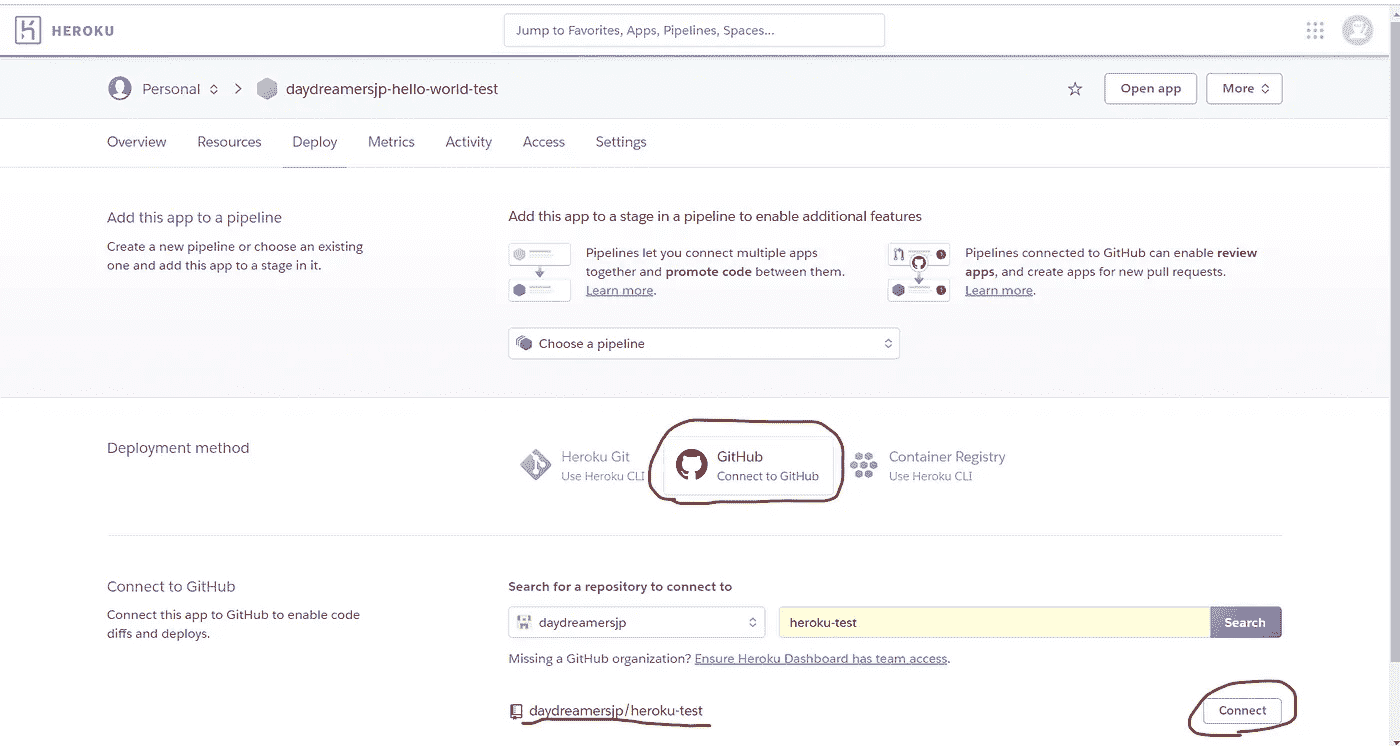 HEROKU
Jump to Favorites, Apps, Pipelines, Spaces...
Personal
daydreamersjp-hello-world-test
Open app
More
Overview
Resources
Deploy
Metrics
Activity
Access
Settings
Add this app to a pipeline
Create a new pipeline or choose an existing
one and add this app to a stage in it.
Add this app to a stage in a pipeline to enable additional features
Pipelines let you connect multiple apps
together and promote code between them.
Learn more.
Pipelines connected to GitHub can enable review
apps, and create apps for new pull requests.
Learn more.
Choose a pipeline
Deployment method
Heroku Git
Use Heroku CLI
GitHub
Connect to GitHub
Container Registry
Use Heroku CLI
Connect to GitHub
Connect this app to GitHub to enable code
diffs and deploys.
Search for a repository to connect to
daydreamersjp
heroku-test
Search
Missing a GitHub organization? Ensure Heroku Dashboard has team access.
daydreamersjp/heroku-test
Connect